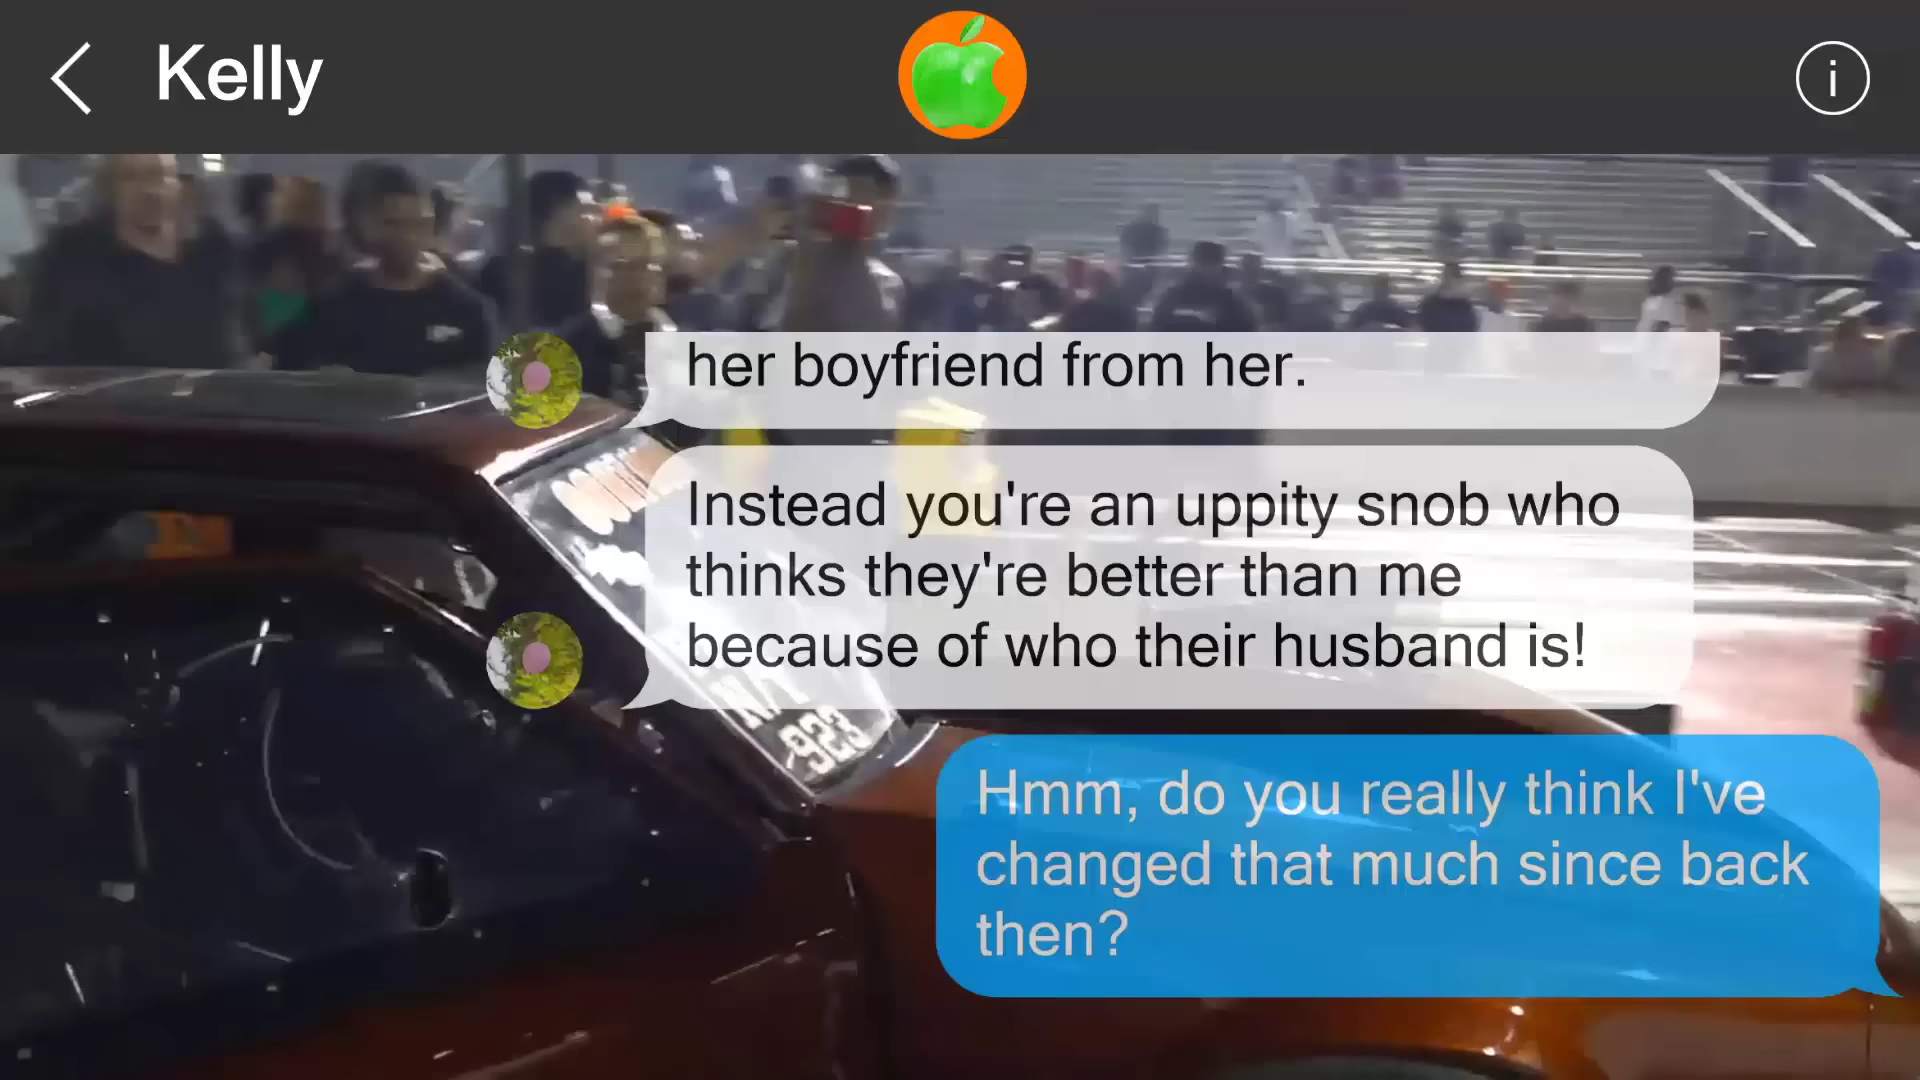 Kelly
i
her boyfriend from her.
Instead you're an uppity snob who
thinks they're better than me
because of who their husband is!
923
Hmm, do you really think I've
changed that much since back
then?